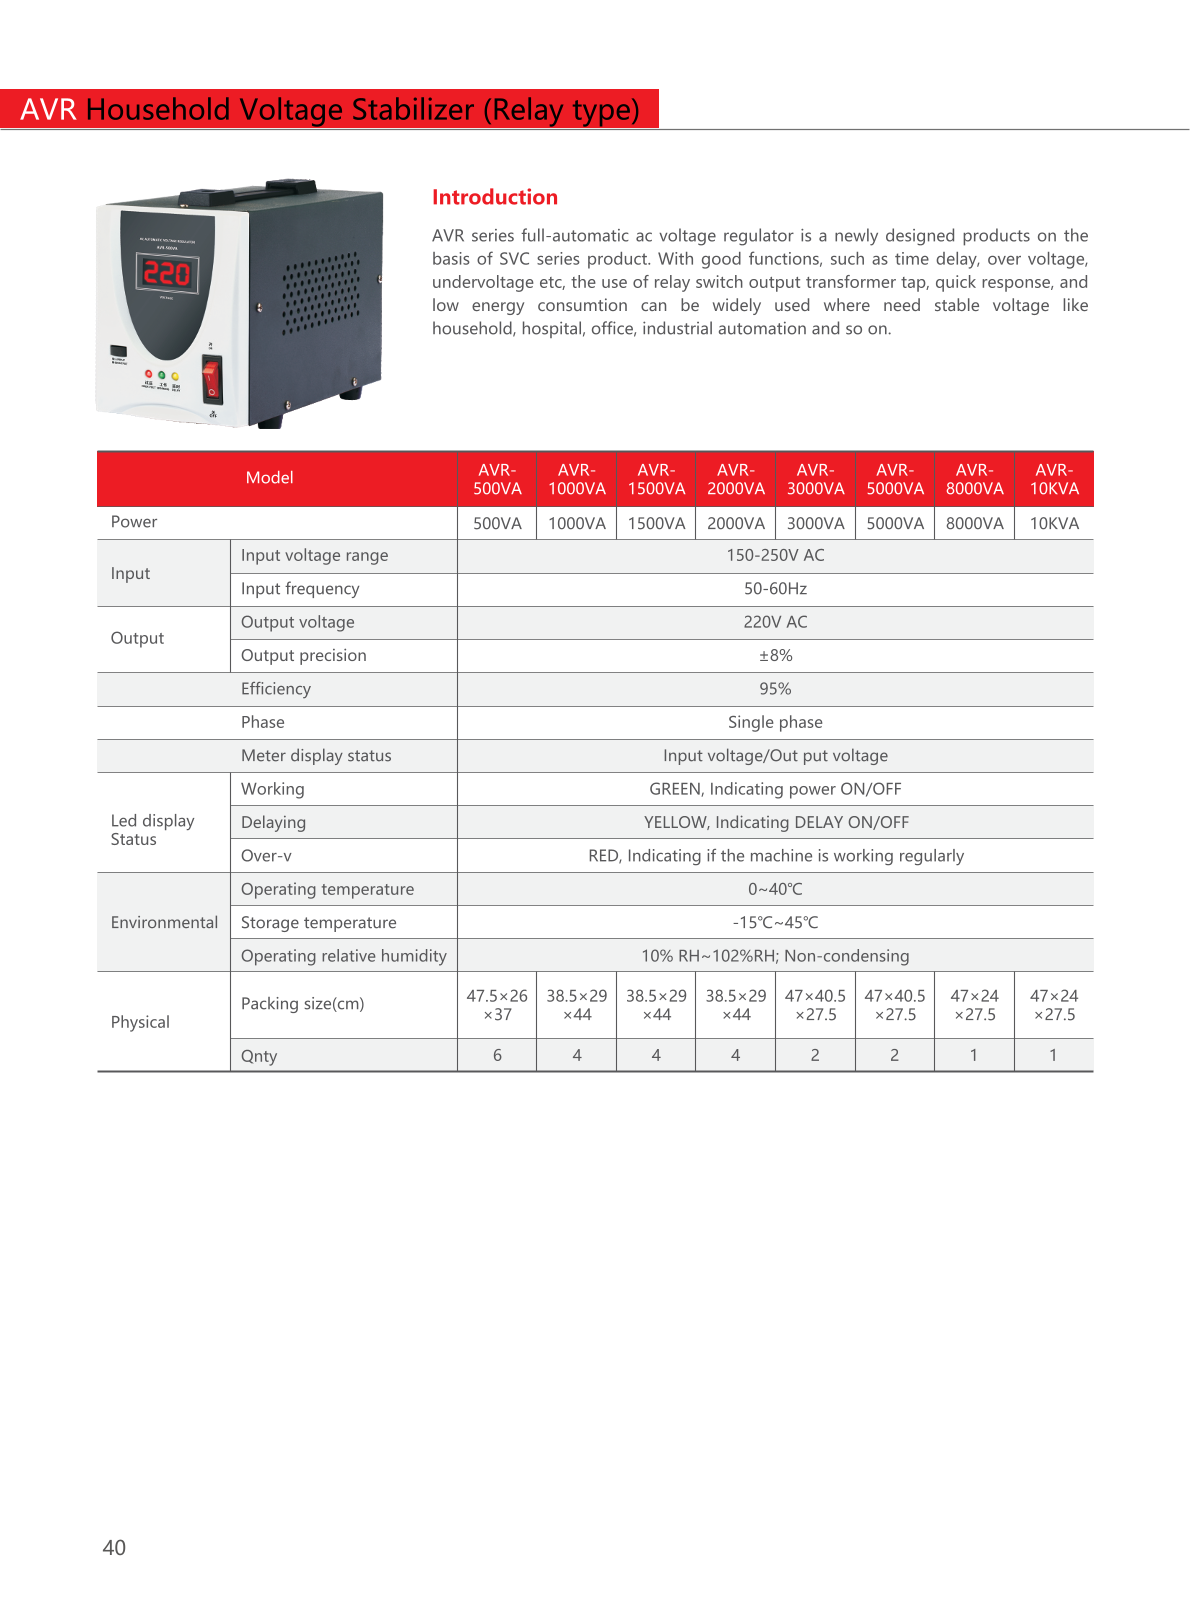 AVR Household Voltage Stabilizer (Relay type)
AC AUTOMATIC VOLTAGE REGULATOR
220
Introduction
AVR series full-automatic ac voltage regulator is a newly designed products on the
basis of SVC series product. With good functions, such as time delay, over voltage,
undervoltage etc, the use of relay switch output transformer tap, quick response, and
low energy consumtion can be widely used where need stable voltage like
household, hospital, office, industrial automation and so on.
Model AVR-500VA AVR-1000VA AVR-1500VA AVR-2000VA AVR-3000VA AVR-5000VA AVR-8000VA AVR-10KVA
Power 500VA 1000VA 1500VA 2000VA 3000VA 5000VA 8000VA 10KVA
Input
Input voltage range 150-250V AC
Input frequency 50-60Hz
Output
Output voltage 220V AC
Output precision ±8%
Efficiency 95%
Phase Single phase
Meter display status Input voltage/Out put voltage
Led display
Status
Working GREEN, Indicating power ON/OFF
Delaying YELLOW, Indicating DELAY ON/OFF
Over-v RED, Indicating if the machine is working regularly
Environmental
Operating temperature 0~40℃
Storage temperature -15℃~45℃
Operating relative humidity 10% RH~102%RH; Non-condensing
Physical
Packing size(cm) 47.5×26×37 38.5×29×44 38.5×29×44 38.5×29×44 47×40.5×27.5 47×40.5×27.5 47×24×27.5 47×24×27.5
Qnty 6 4 4 4 2 2 1 1
40